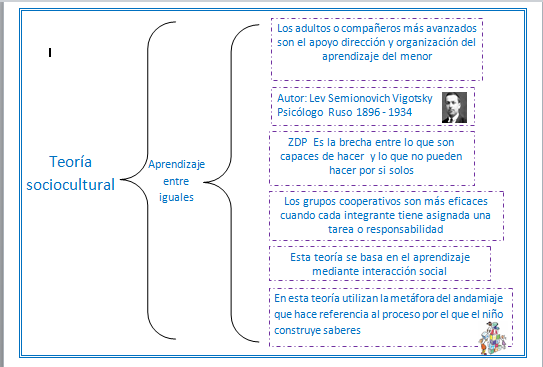 Teoría
sociocultural
Aprendizaje
entre
iguales
Los adultos o compañeros más avanzados
son el apoyo dirección y organización del
aprendizaje del menor
Autor: Lev Semionovich Vigotsky
Psicólogo Ruso 1896 - 1934
ZDP Es la brecha entre lo que son
capaces de hacer y lo que no pueden
hacer por si solos
Los grupos cooperativos son más eficaces
cuando cada integrante tiene asignada una
tarea o responsabilidad
Esta teoría se basa en el aprendizaje
mediante interacción social
En esta teoría utilizan la metáfora del andamiaje
que hace referencia al proceso por el que el niño
construye saberes